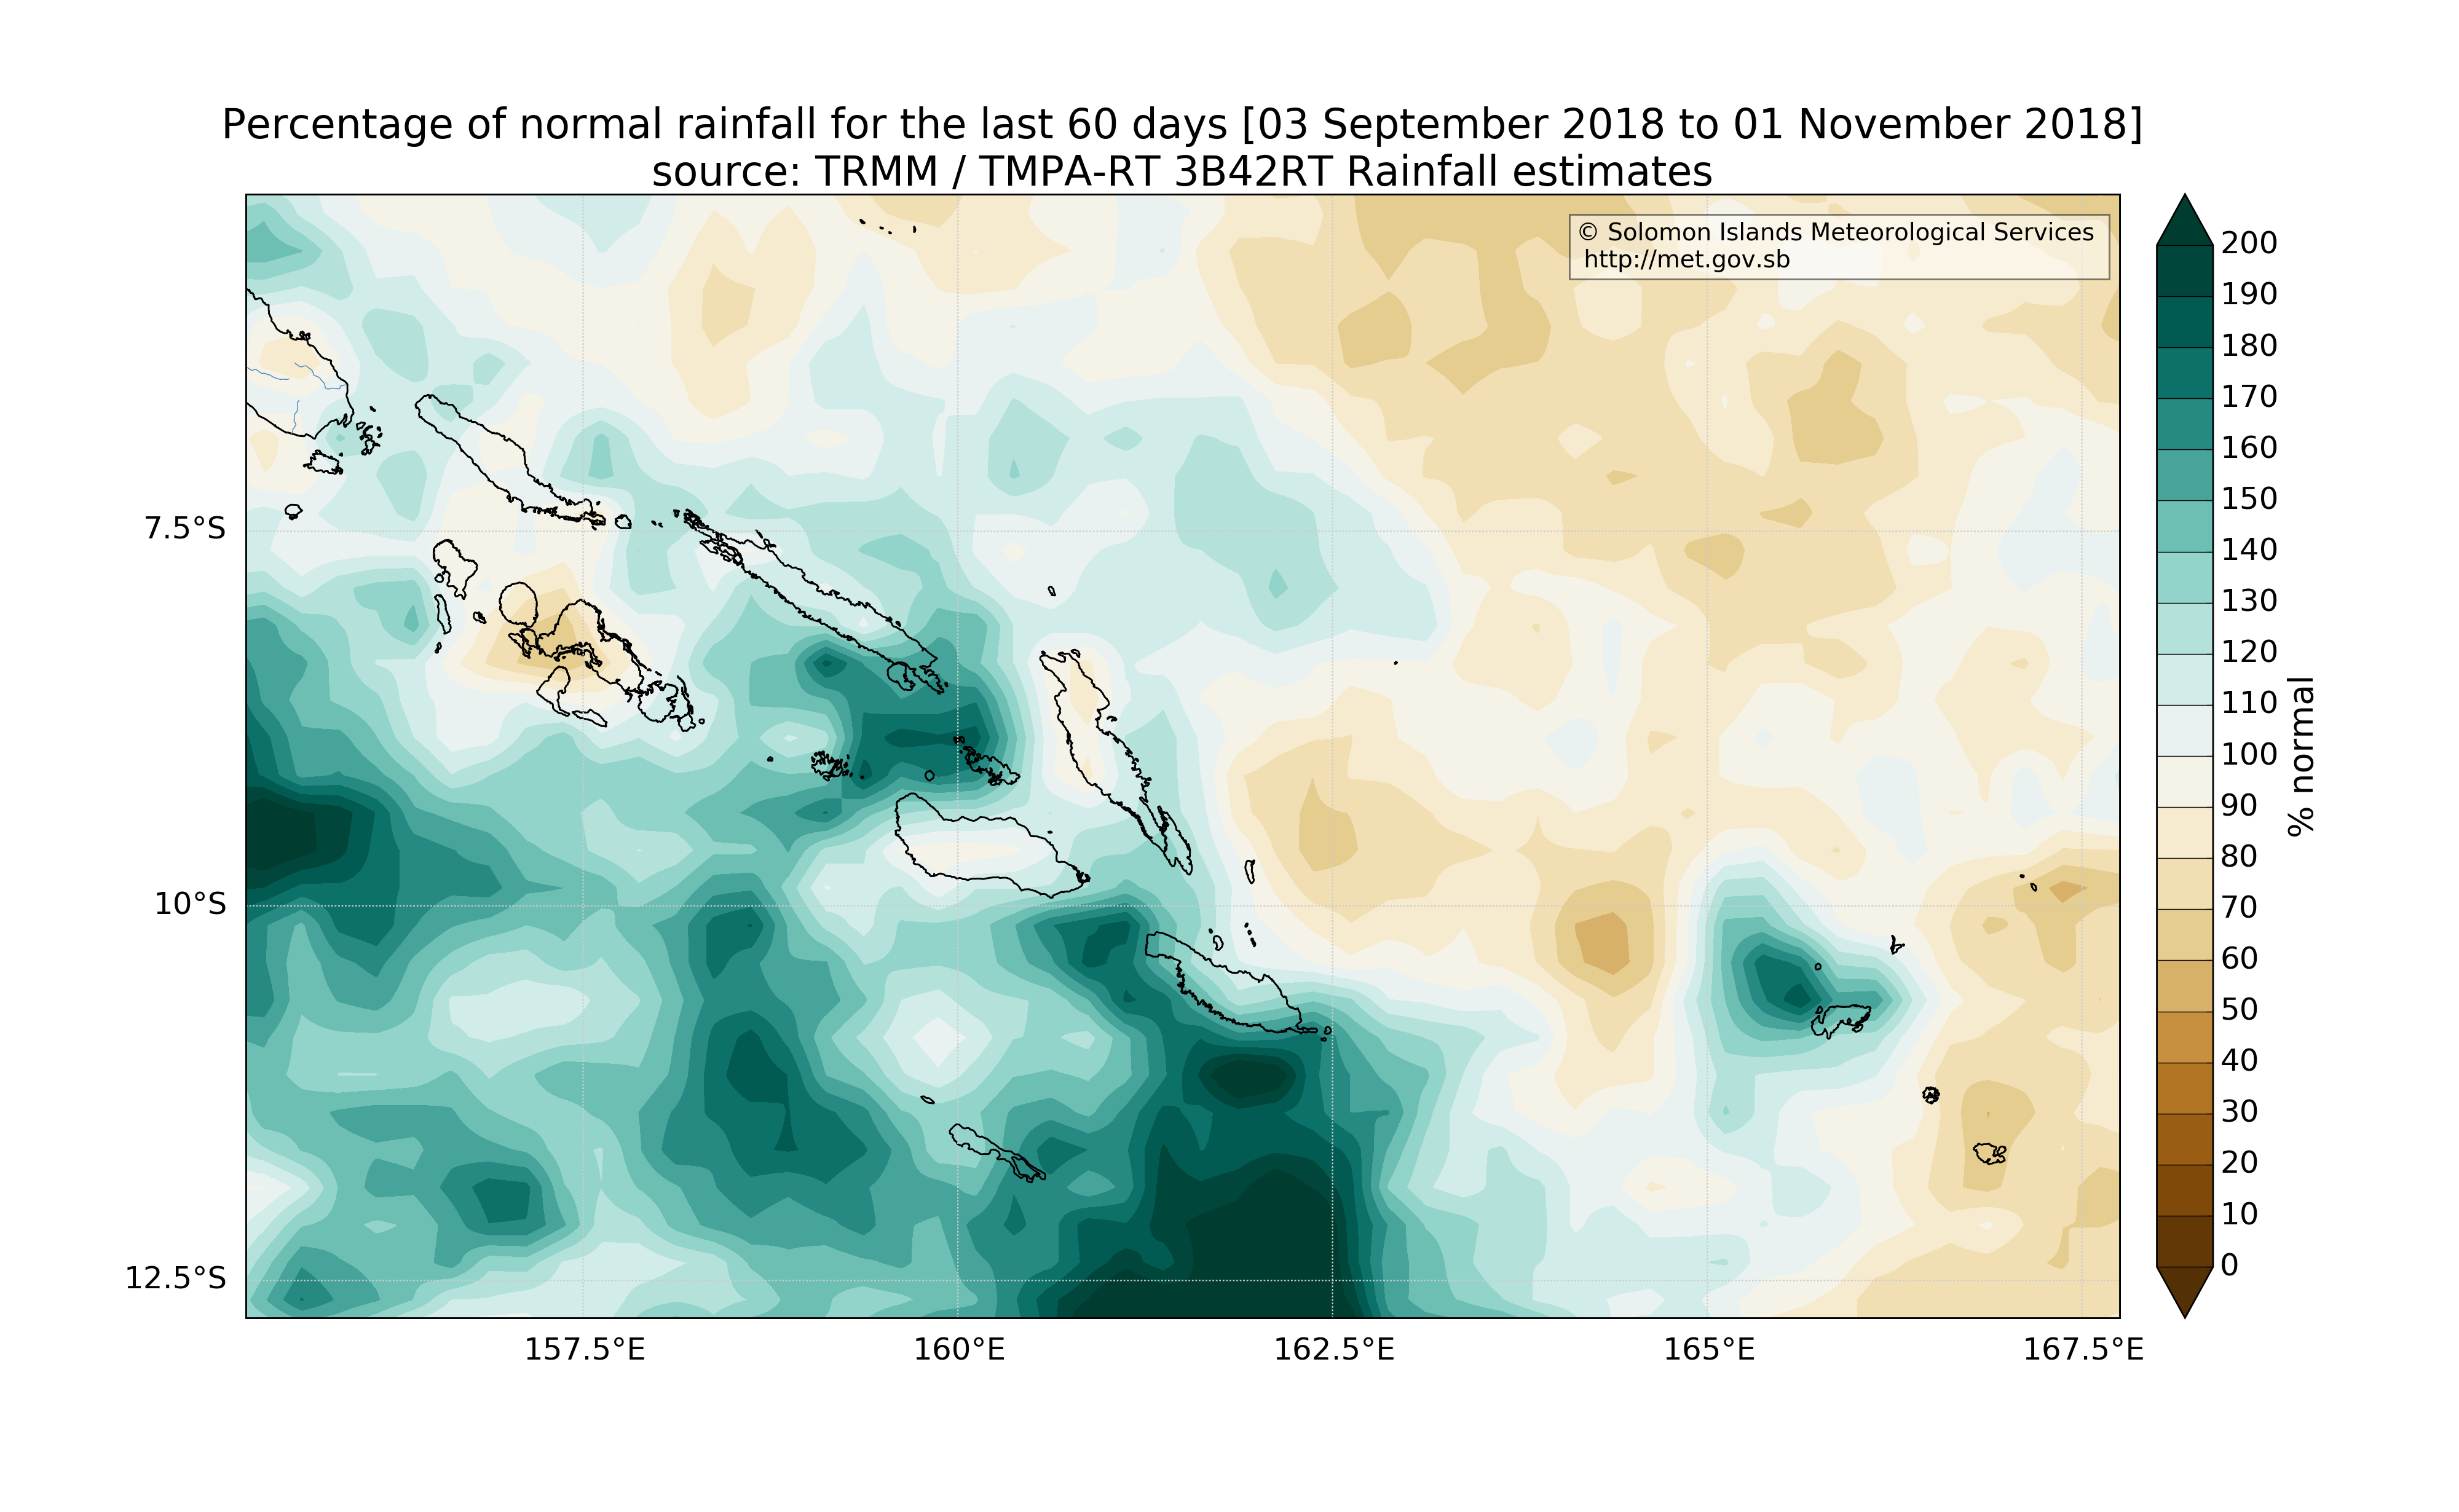 Percentage of normal rainfall for the last 60 days [03 September 2018 to 01 November 2018]
source: TRMM / TMPA-RT 3B42RT Rainfall estimates
© Solomon Islands Meteorological Services
http://met.gov.sb
7.5°S
10°S
12.5°S
157.5°E
160°E
162.5°E
165°E
167.5°E
200
190
180
170
160
150
140
130
120
110
100
90
80
70
60
50
40
30
20
10
0
% normal